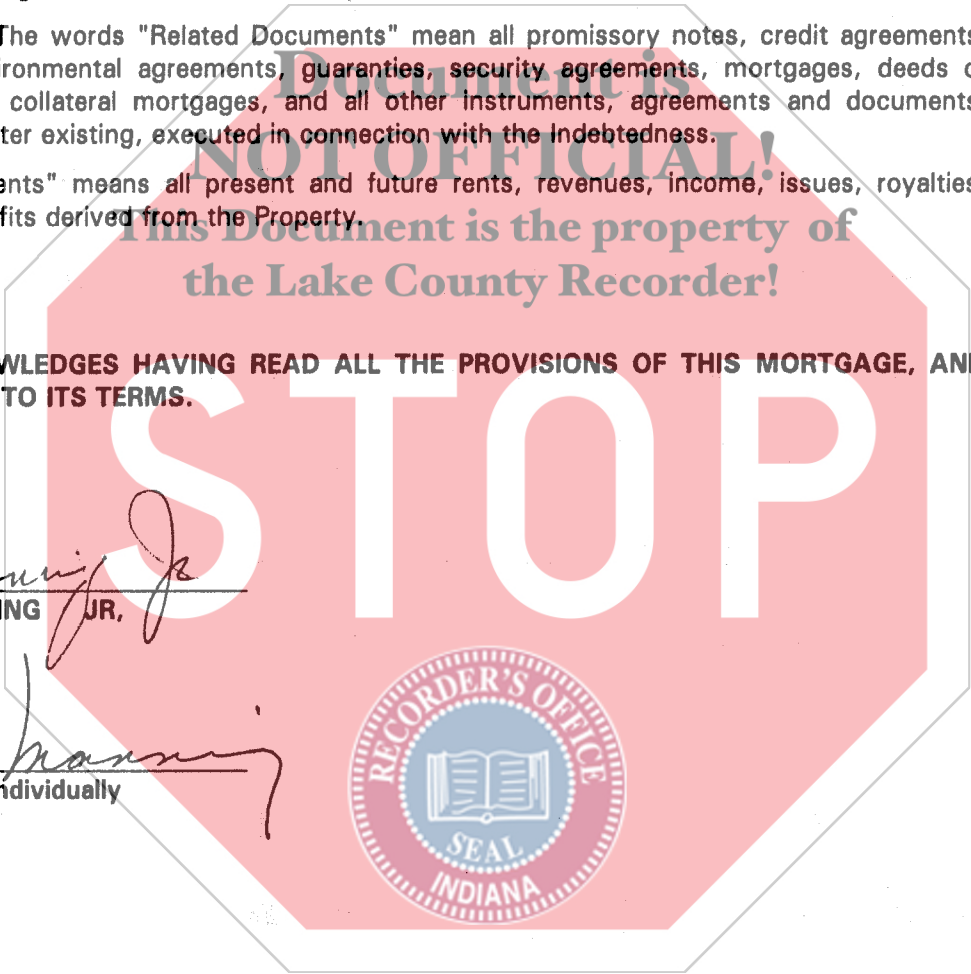 The words "Related Documents" mean all promissory notes, credit agreements
ironmental agreements, guaranties, security agreements, mortgages, deeds
collateral mortgages, and all other instruments, agreements and documents
ter existing, executed in connection with the Indebtedness.
ents" means all present and future rents, revenues, income, issues, royalties
fits derived from the Property.
Document is
NOT OFFICIAL!
This Document is the property of
the Lake County Recorder!
WLEDGES HAVING READ ALL THE PROVISIONS OF THIS MORTGAGE, AN
TO ITS TERMS.
STOP
Jr
ING JR,
Manning
ndividually
RECORDER'S OFFICE
SEAL
INDIANA